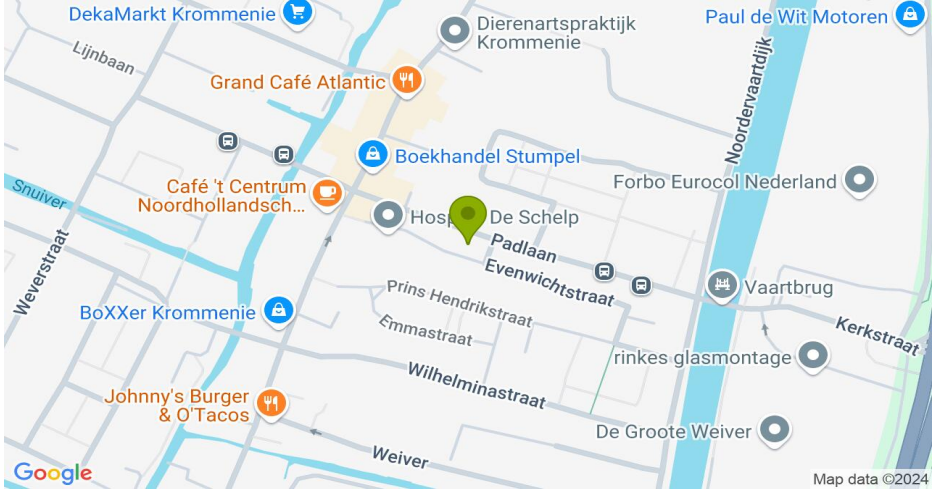 DekaMarkt Krommenie
Paul de Wit Motoren
Dierenartspraktijk
Krommenie
Lijnbaan
Grand Café Atlantic
Noordervaartdijk
Boekhandel Stumpel
Café 't Centrum
Noordhollandsch...
Forbo Eurocol Nederland
Snuiver
De Schelp
Padlaan
Weverstraat
Evenwichtstraat
Prins Hendrikstraat
Vaartbrug
BoXXer Krommenie
Emmastraat
Kerkstraat
rinkes glasmontage
Wilhelminastraat
Johnny's Burger
& O'Tacos
De Groote Weiver
Weiver
Google
Map data ©2024